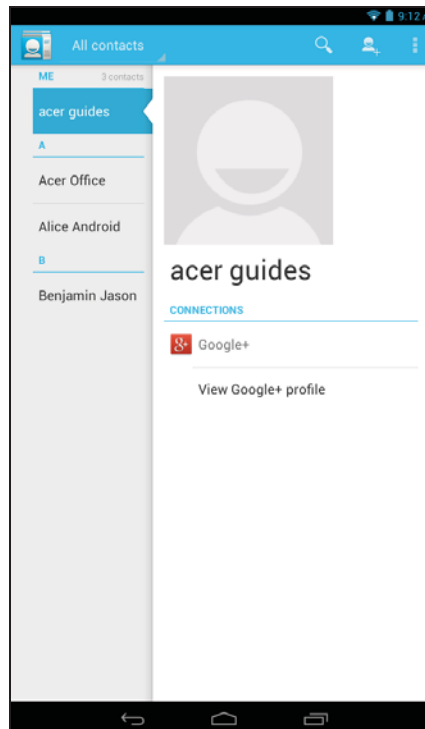 9:12
All contacts
ME 3 contacts
acer guides
A
Acer Office
Alice Android
B
Benjamin Jason
acer guides
CONNECTIONS
g+ Google+
View Google+ profile